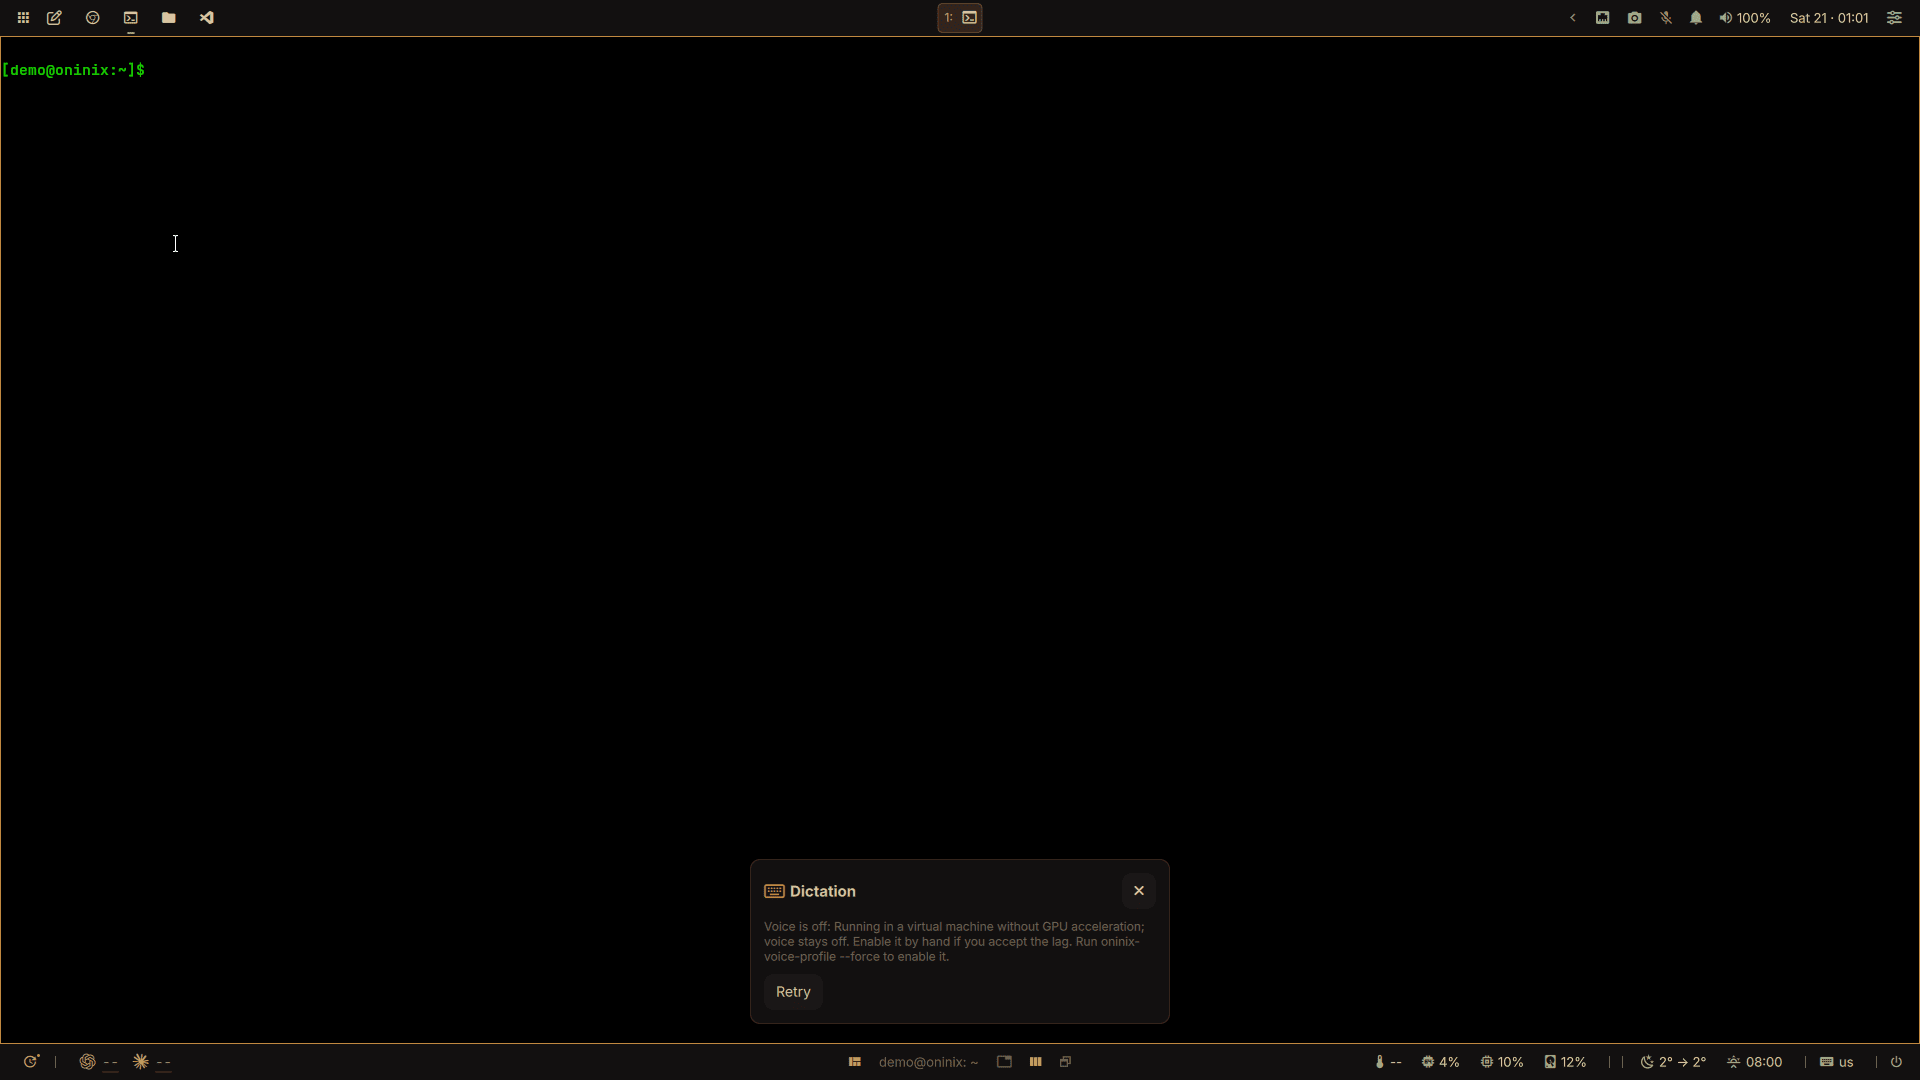 1:
100%
Sat 21 · 01:01
[demo@oninix:~]$
Dictation
Voice is off: Running in a virtual machine without GPU acceleration;
voice stays off. Enable it by hand if you accept the lag. Run oninix-
voice-profile --force to enable it.
Retry
--
--
demo@oninix: ~
--
4%
10%
12%
2° → 2°
08:00
us